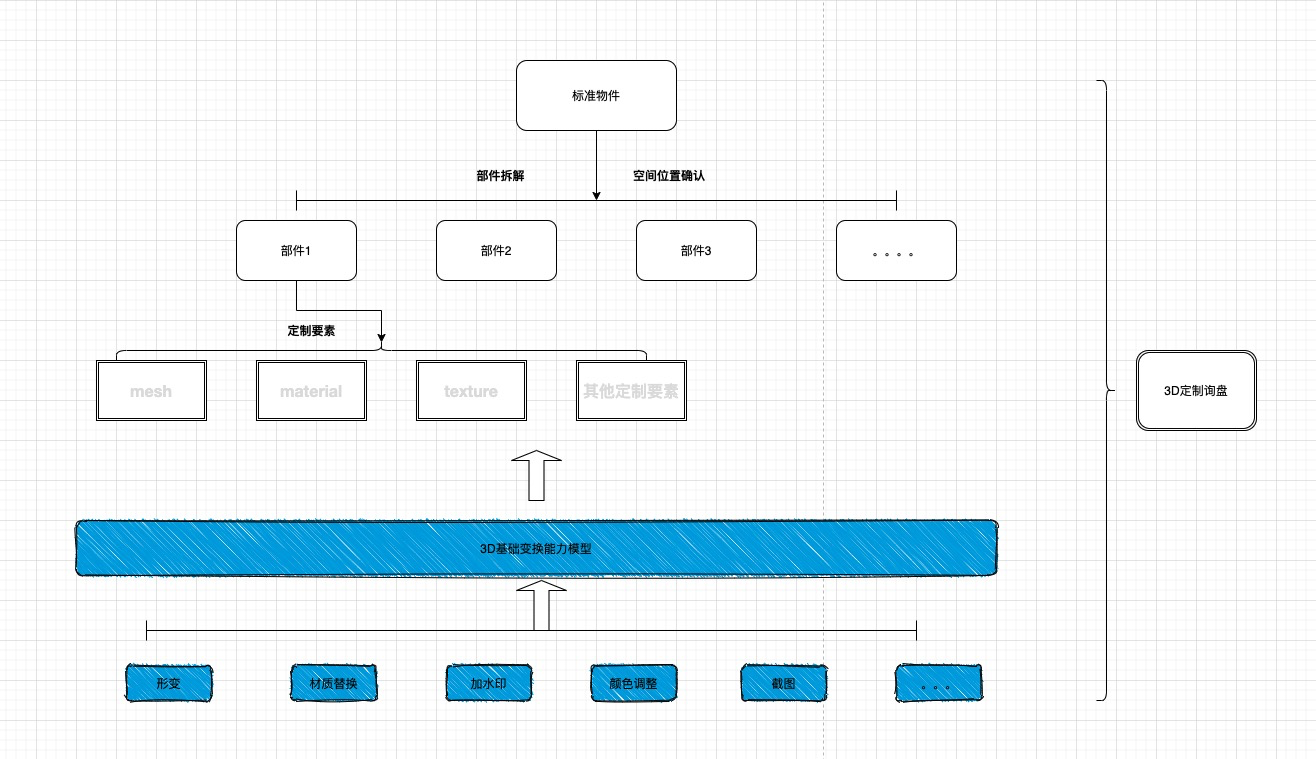 标准物件
部件拆解
空间位置确认
部件1
部件2
部件3
。。。。
定制要素
mesh
material
texture
其他定制要素
3D定制询盘
3D基础变换能力模型
形变
材质替换
加水印
颜色调整
截图
。。。